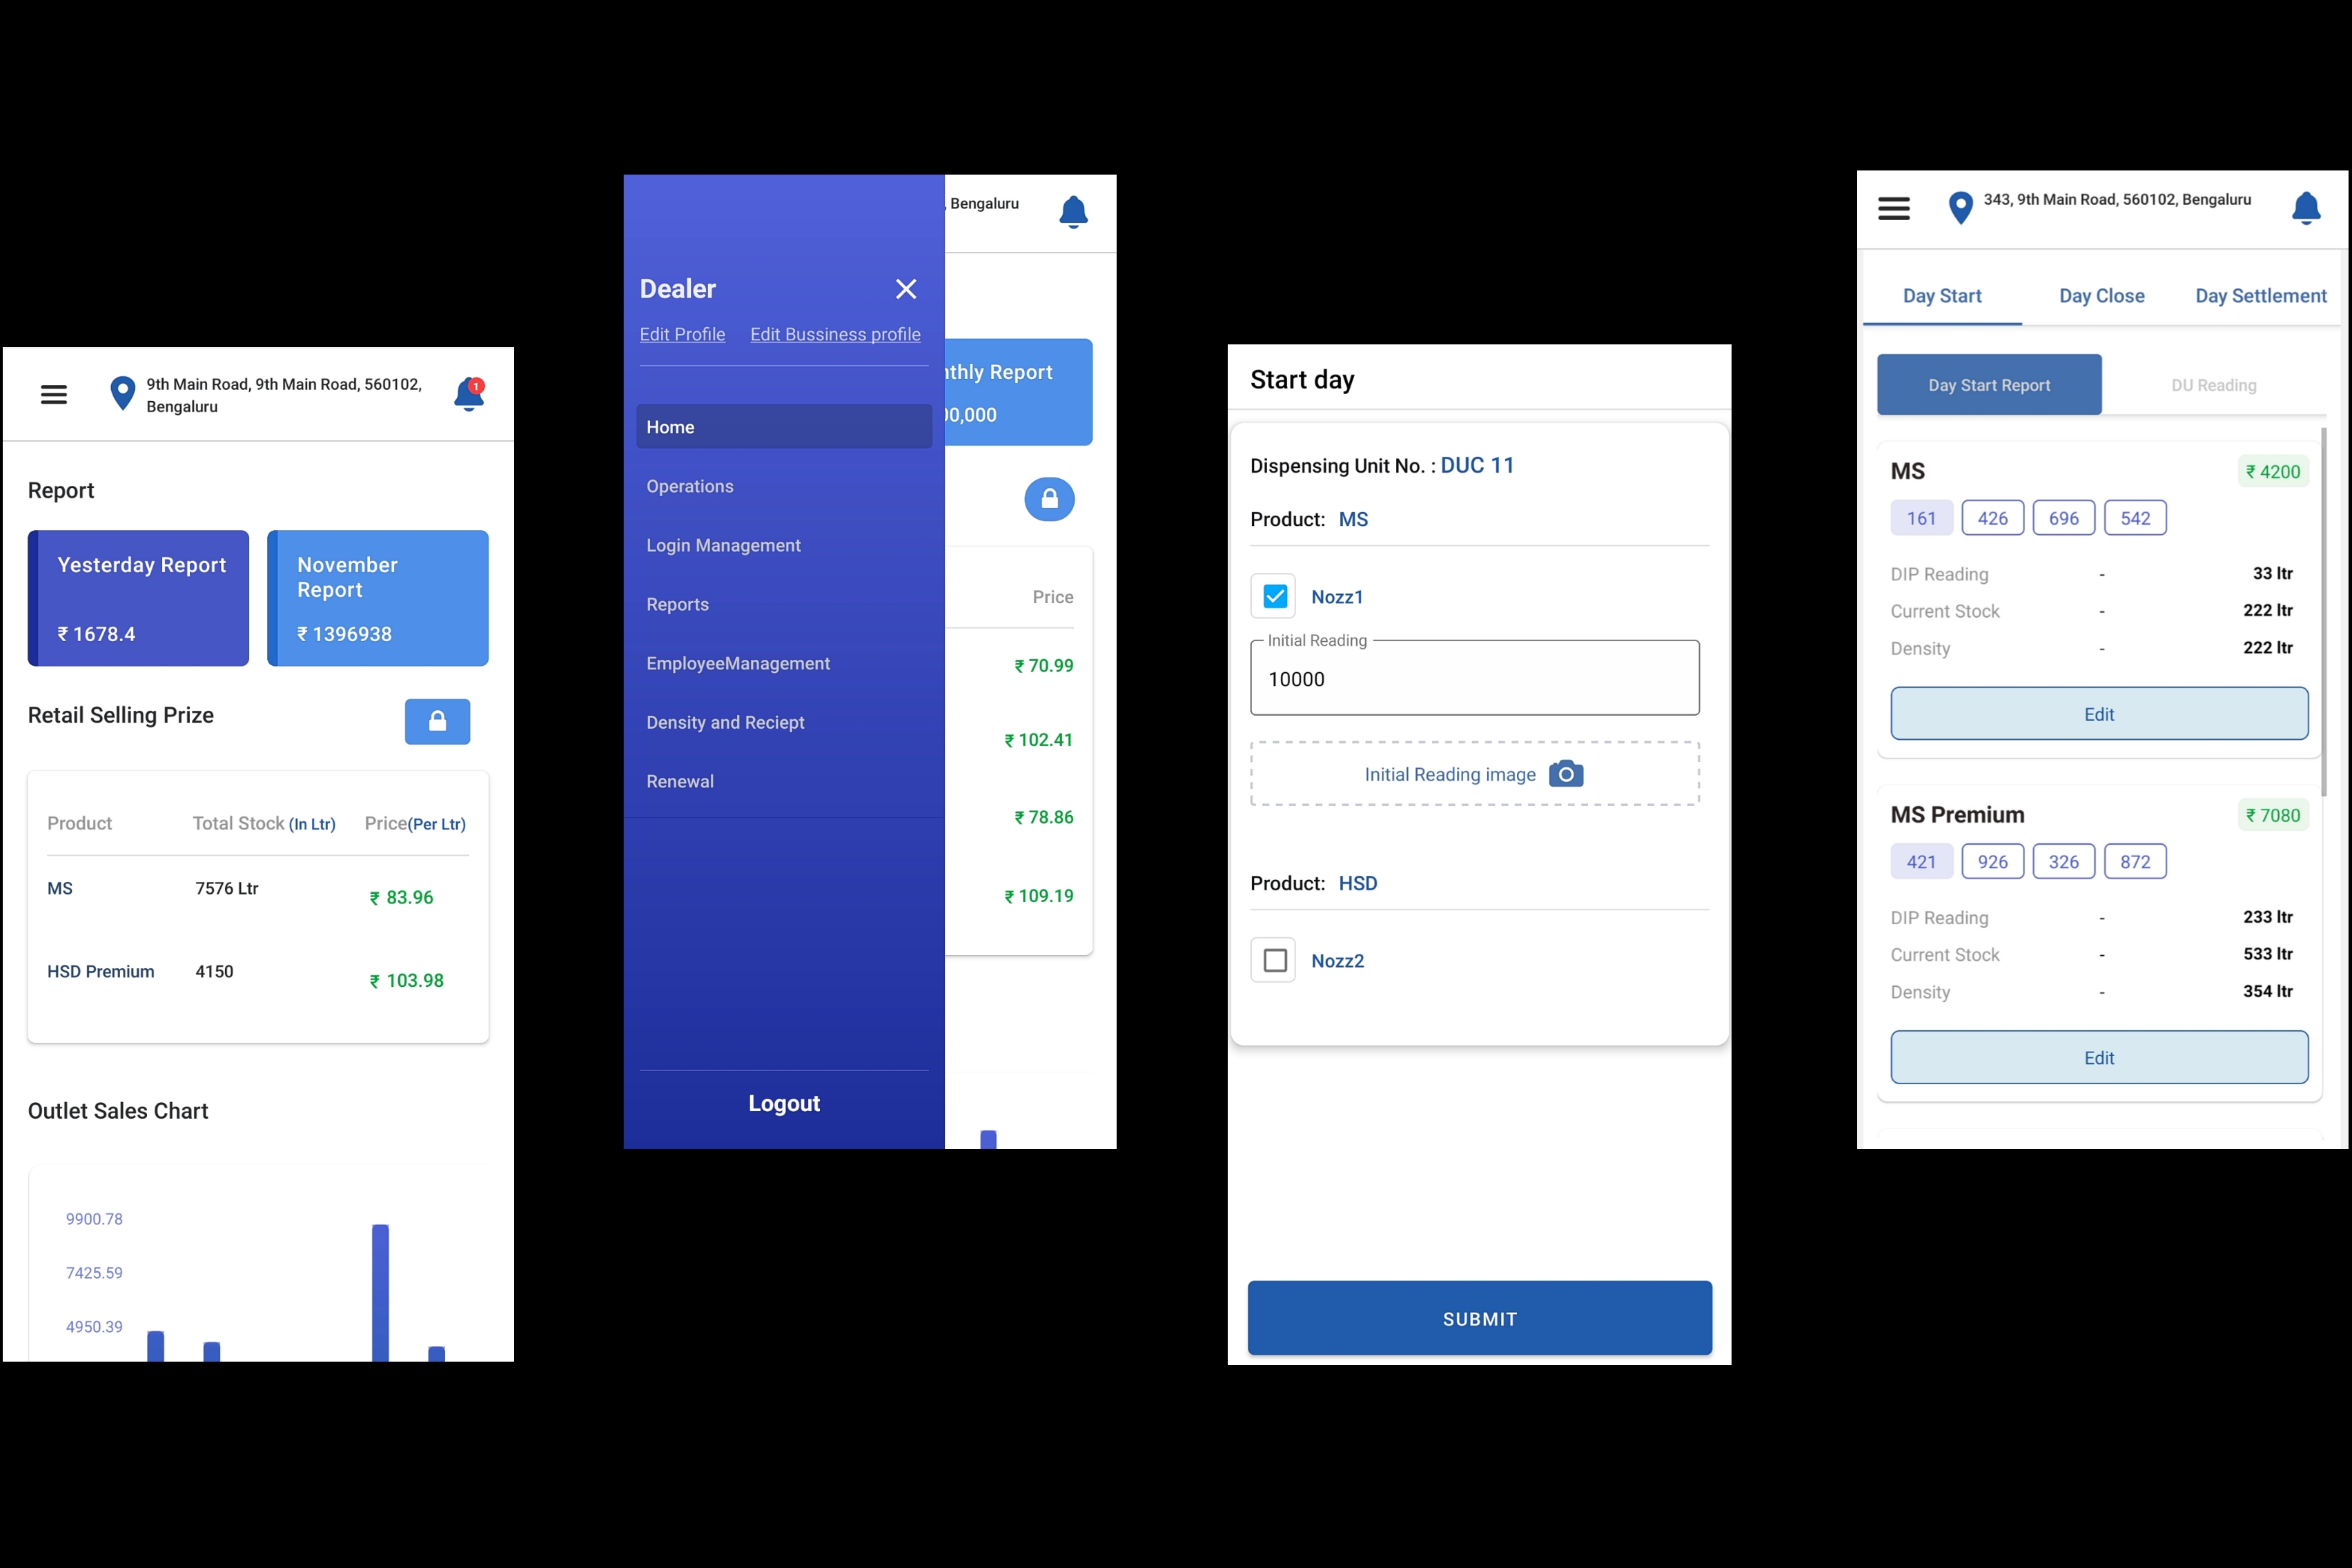 9th Main Road, 9th Main Road, 560102,
Bengaluru
1
Report
Yesterday Report
₹ 1678.4
November
Report
₹ 1396938
Retail Selling Prize
Product Total Stock (In Ltr) Price(Per Ltr)
MS 7576 Ltr ₹ 83.96
HSD Premium 4150 ₹ 103.98
Outlet Sales Chart
9900.78
7425.59
4950.39
Dealer
Edit Profile Edit Bussiness profile
Home
Operations
Login Management
Reports
EmployeeManagement
Density and Reciept
Renewal
Logout
, Bengaluru
nthly Report
00,000
Price
₹ 70.99
₹ 102.41
₹ 78.86
₹ 109.19
Start day
Dispensing Unit No. : DUC 11
Product: MS
Nozz1
Initial Reading
10000
Initial Reading image
Product: HSD
Nozz2
SUBMIT
343, 9th Main Road, 560102, Bengaluru
Day Start Day Close Day Settlement
Day Start Report DU Reading
MS ₹ 4200
161 426 696 542
DIP Reading - 33 ltr
Current Stock - 222 ltr
Density - 222 ltr
Edit
MS Premium ₹ 7080
421 926 326 872
DIP Reading - 233 ltr
Current Stock - 533 ltr
Density - 354 ltr
Edit